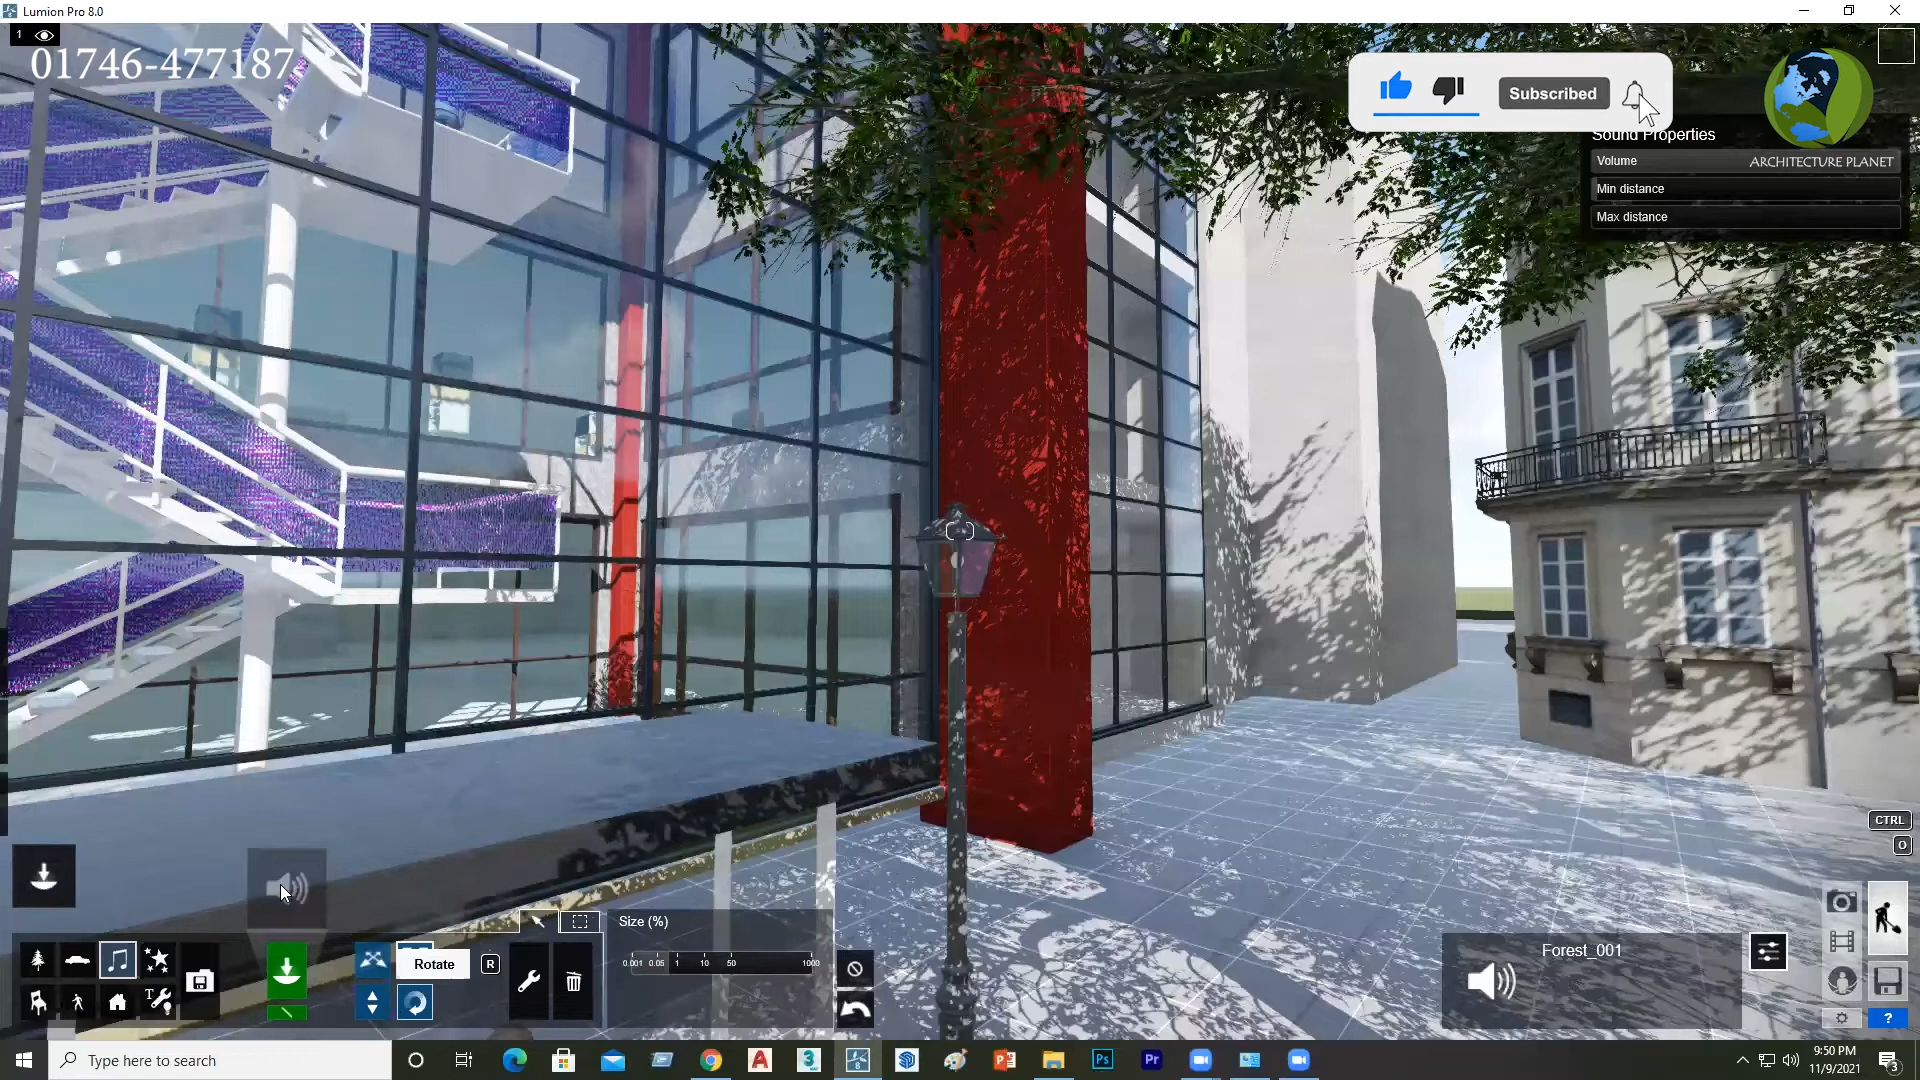 Lumion Pro 8.0
1
01746-477187
Subscribed
Sound Properties
Volume
ARCHITECTURE PLANET
Min distance
Max distance
CTRL
O
Size (%)
0.001 0.05 1 10 50 1000
Rotate
R
Forest_001
?
Type here to search
9:50 PM
11/9/2021
3